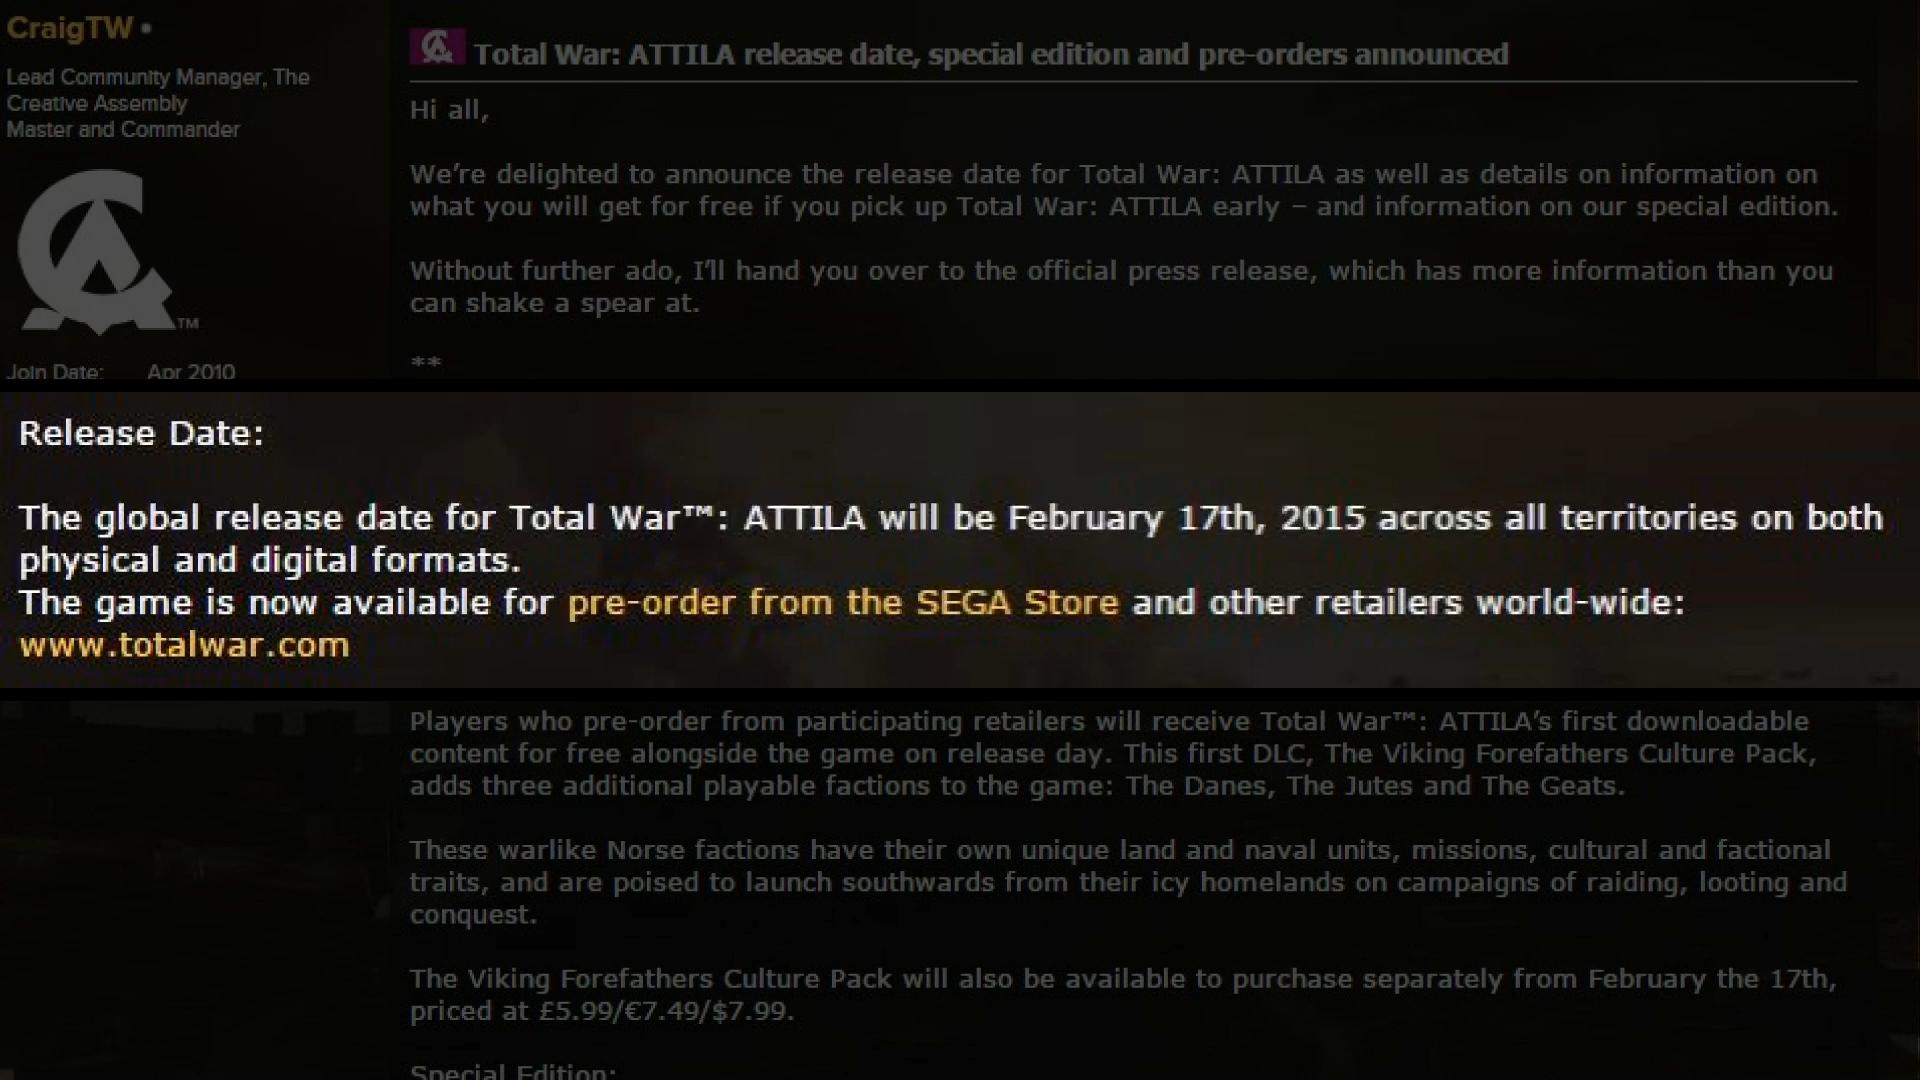 CraigTW
Lead Community Manager, The
Creative Assembly
Master and Commander
TM
Join Date: Apr 2010
Total War: ATTILA release date, special edition and pre-orders announced
Hi all,
We're delighted to announce the release date for Total War: ATTILA as well as details on information on
what you will get for free if you pick up Total War: ATTILA early – and information on our special edition.
Without further ado, I'll hand you over to the official press release, which has more information than you
can shake a spear at.
**
Release Date:
The global release date for Total War™: ATTILA will be February 17th, 2015 across all territories on both
physical and digital formats.
The game is now available for pre-order from the SEGA Store and other retailers world-wide:
www.totalwar.com
Players who pre-order from participating retailers will receive Total War™: ATTILA's first downloadable
content for free alongside the game on release day. This first DLC, The Viking Forefathers Culture Pack,
adds three additional playable factions to the game: The Danes, The Jutes and The Geats.
These warlike Norse factions have their own unique land and naval units, missions, cultural and factional
traits, and are poised to launch southwards from their icy homelands on campaigns of raiding, looting and
conquest.
The Viking Forefathers Culture Pack will also be available to purchase separately from February the 17th,
priced at £5.99/€7.49/$7.99.
Special Edition: